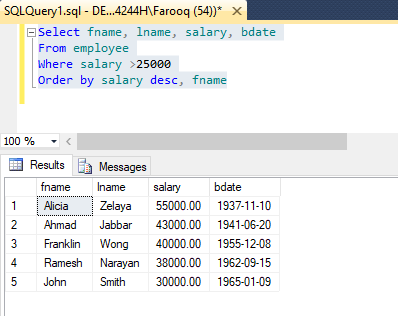 SQLQuery1.sql - DE...4244H\Farooq (54))*
Select fname, lname, salary, bdate
From employee
Where salary >25000
Order by salary desc, fname
100 %
Results Messages
fname lname salary bdate
1 Alicia Zelaya 55000.00 1937-11-10
2 Ahmad Jabbar 43000.00 1941-06-20
3 Franklin Wong 40000.00 1955-12-08
4 Ramesh Narayan 38000.00 1962-09-15
5 John Smith 30000.00 1965-01-09